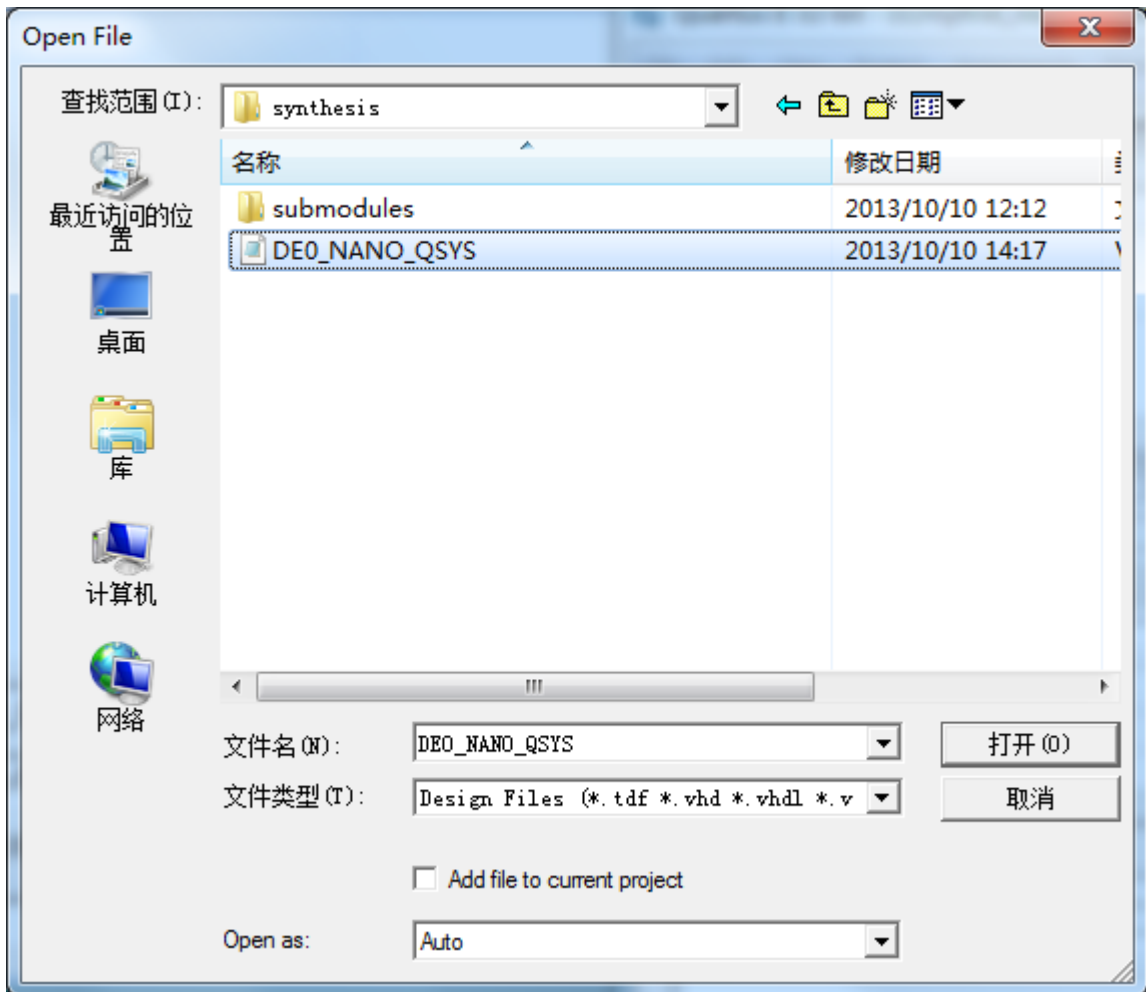 Open File
查找范围(I):
synthesis
最近访问的位
置
桌面
库
计算机
网络
名称
修改日期
submodules
2013/10/10 12:12
DE0_NANO_QSYS
2013/10/10 14:17
文件名(N):
DE0_NANO_QSYS
打开(O)
文件类型(T):
Design Files (*.tdf *.vhd *.vhdl *.v
取消
Add file to current project
Open as:
Auto